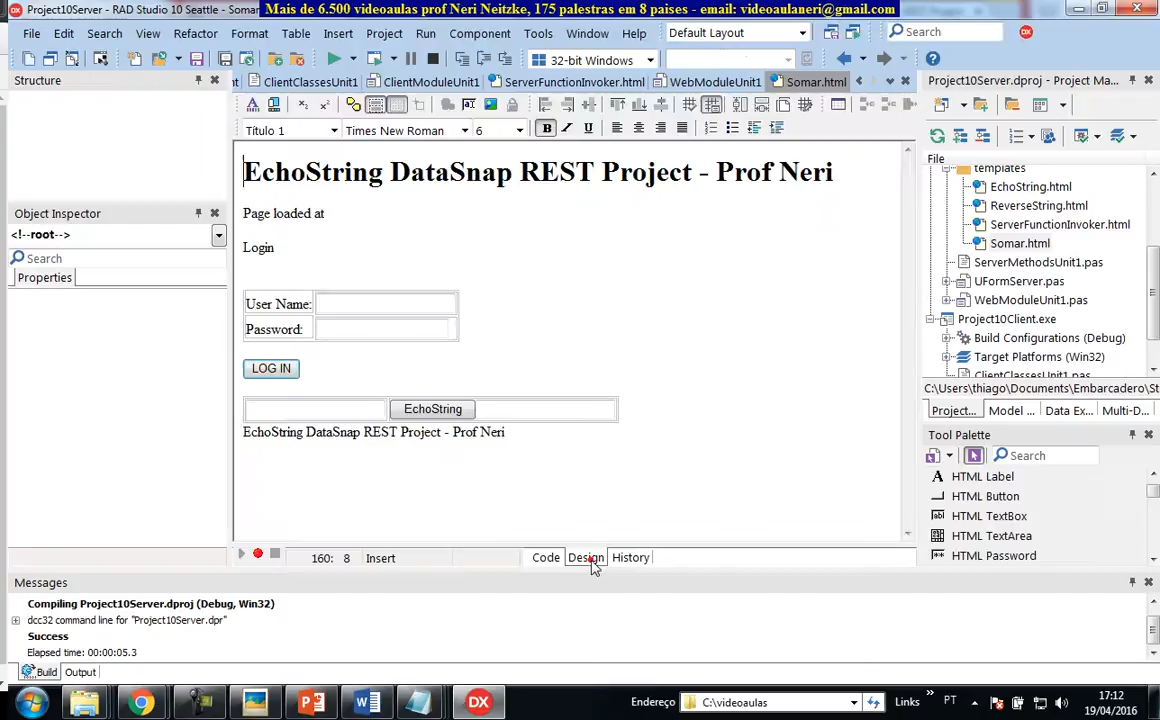 Project10Server - RAD Studio 10 Seattle - Somar
Mais de 6.500 videoaulas prof Neri Neitzke, 175 palestras em 8 paises - email: videoaulaneri@gmail.com
File Edit Search View Refactor Format Table Insert Project Run Component Tools Window Help
Default Layout
Search
32-bit Windows
Structure
ClientClassesUnit1
ClientModuleUnit1
ServerFunctionInvoker.html
WebModuleUnit1
Somar.html
Project10Server.dproj - Project Ma...
Título 1
Times New Roman
6
B I U
File
EchoString DataSnap REST Project - Prof Neri
templates
EchoString.html
ReverseString.html
ServerFunctionInvoker.html
Somar.html
ServerMethodsUnit1.pas
UFormServer.pas
WebModuleUnit1.pas
Project10Client.exe
Build Configurations (Debug)
Target Platforms (Win32)
ClientClassesUnit1.pas
Page loaded at
Object Inspector
<!--root-->
Login
Search
Properties
User Name:
Password:
LOG IN
C:\Users\thiago\Documents\Embarcadero\St
EchoString
Project... Model ... Data Ex... Multi-D...
EchoString DataSnap REST Project - Prof Neri
Tool Palette
Search
HTML Label
HTML Button
HTML TextBox
HTML TextArea
HTML Password
160: 8
Insert
Code Design History
Messages
Compiling Project10Server.dproj (Debug, Win32)
dcc32 command line for "Project10Server.dpr"
Success
Elapsed time: 00:00:05.3
Build Output
Endereço
C:\videoaulas
Links
PT
17:12
19/04/2016